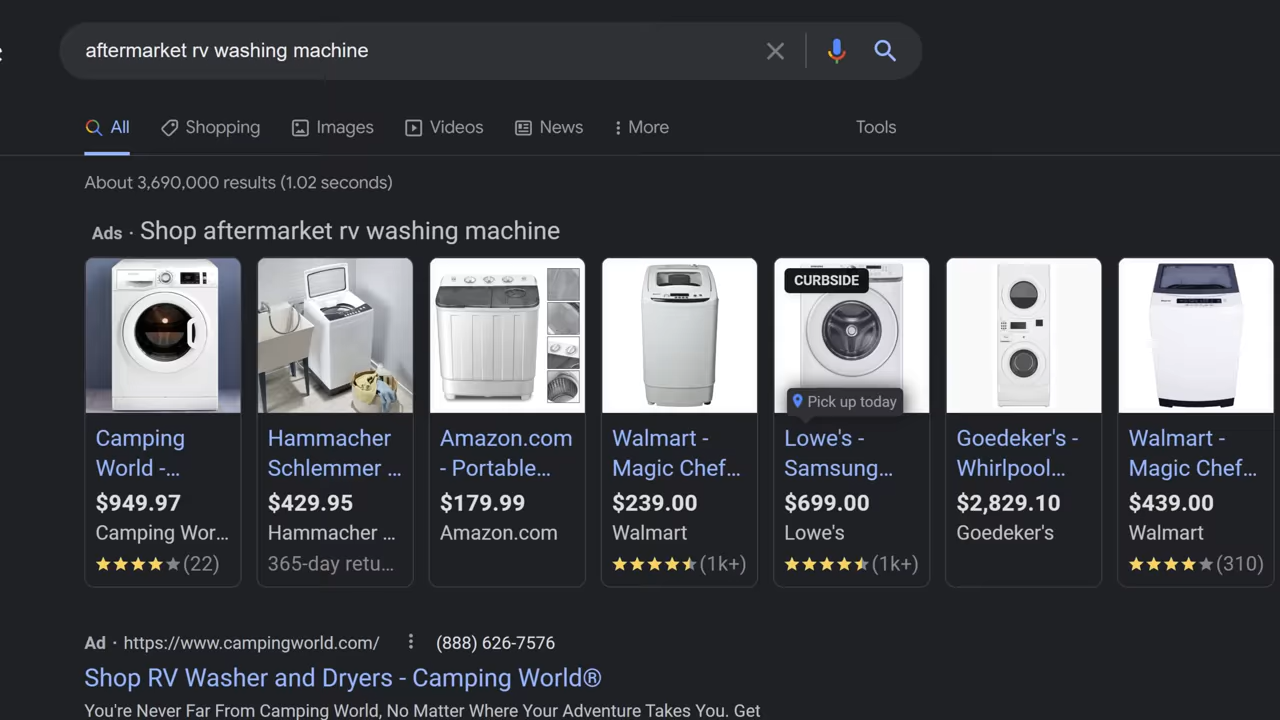 aftermarket rv washing machine
All Shopping Images Videos News More Tools
About 3,690,000 results (1.02 seconds)
Ads · Shop aftermarket rv washing machine
CURBSIDE
Pick up today
Camping
World -...
$949.97
Camping Wor...
(22)
Hammacher
Schlemmer ...
$429.95
Hammacher ...
365-day retu...
Amazon.com
- Portable...
$179.99
Amazon.com
Walmart -
Magic Chef...
$239.00
Walmart
(1k+)
Lowe's -
Samsung...
$699.00
Lowe's
(1k+)
Goedeker's -
Whirlpool...
$2,829.10
Goedeker's
Walmart -
Magic Chef...
$439.00
Walmart
(310)
Ad · https://www.campingworld.com/ (888) 626-7576
Shop RV Washer and Dryers - Camping World®
You're Never Far From Camping World, No Matter Where Your Adventure Takes You. Get